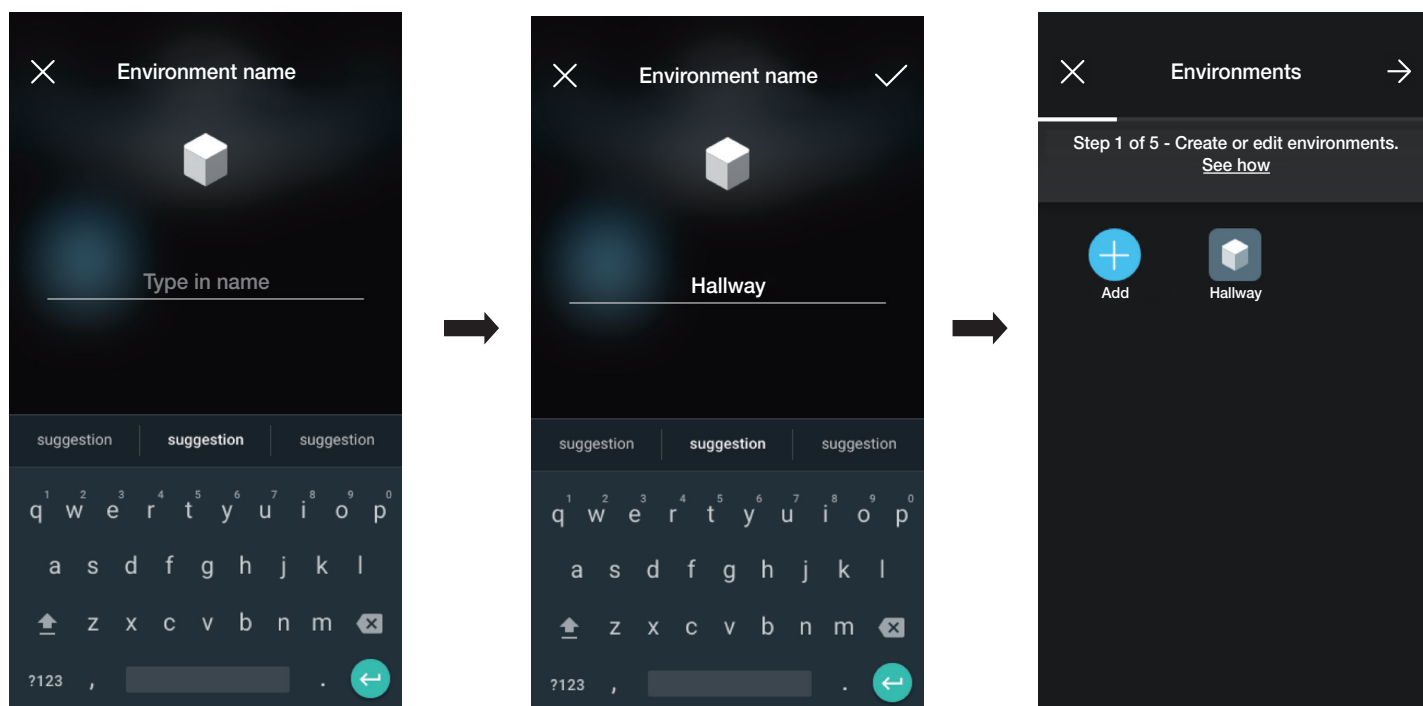 Environment name
Type in name
suggestion suggestion suggestion
1 2 3 4 5 6 7 8 9 0
q w e r t y u i o p
a s d f g h j k l
z x c v b n m
?123 , .
Environment name
Hallway
suggestion suggestion suggestion
1 2 3 4 5 6 7 8 9 0
q w e r t y u i o p
a s d f g h j k l
z x c v b n m
?123 , .
Environments
Step 1 of 5 - Create or edit environments.
See how
Add Hallway